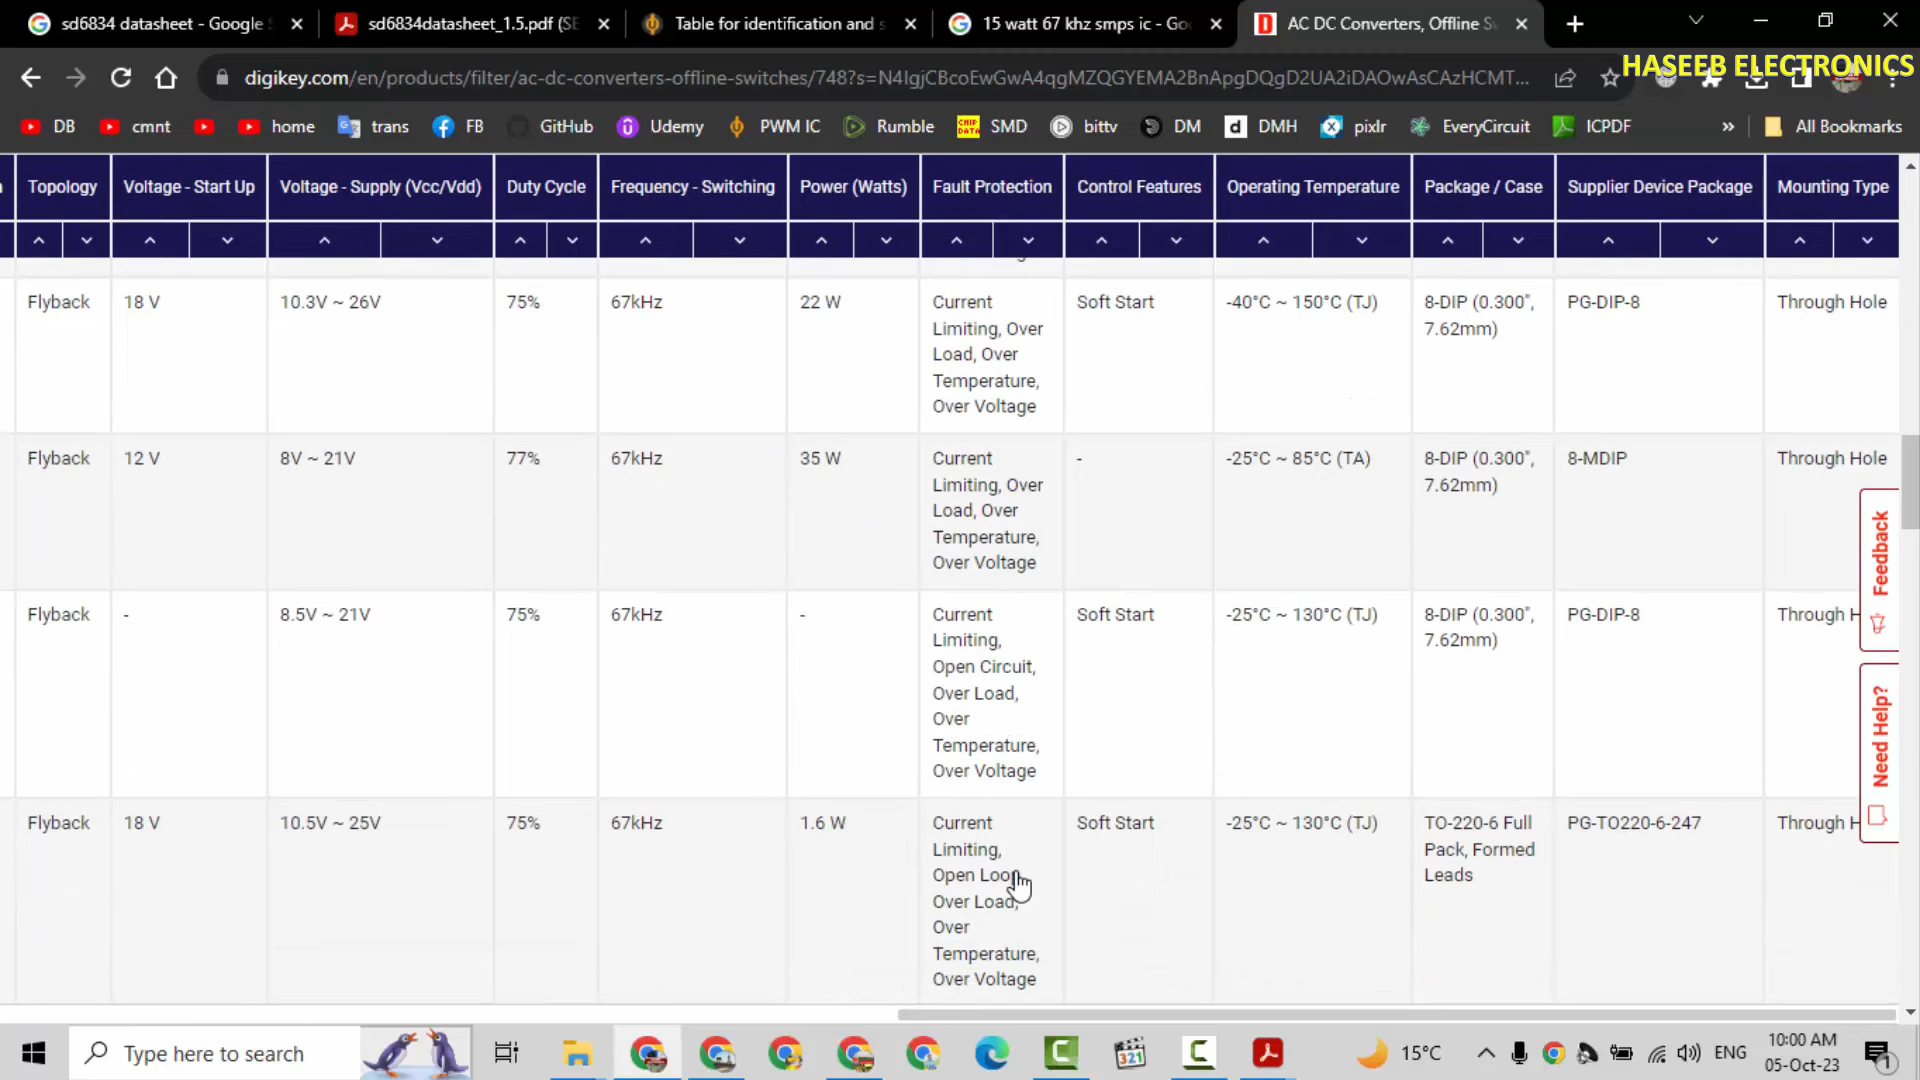 sd6834 datasheet - Google S
sd6834datasheet_1.5.pdf (SE
Table for identification and s
15 watt 67 khz smps ic - Goo
AC DC Converters, Offline Sw
digikey.com/en/products/filter/ac-dc-converters-offline-switches/748?s=N4IgjCBcoEwGwA4qgMZQGYEMA2BnApgDQgD2UA2iDAOwAsCAzHCMT...
HASEEB ELECTRONICS
DB
cmnt
home
trans
FB
GitHub
Udemy
PWM IC
Rumble
CHIP DATA
SMD
bittv
DM
DMH
pixlr
EveryCircuit
ICPDF
»
All Bookmarks
Topology
Voltage - Start Up
Voltage - Supply (Vcc/Vdd)
Duty Cycle
Frequency - Switching
Power (Watts)
Fault Protection
Control Features
Operating Temperature
Package / Case
Supplier Device Package
Mounting Type
Flyback
18 V
10.3V ~ 26V
75%
67kHz
22 W
Current
Limiting, Over
Load, Over
Temperature,
Over Voltage
Soft Start
-40°C ~ 150°C (TJ)
8-DIP (0.300",
7.62mm)
PG-DIP-8
Through Hole
Flyback
12 V
8V ~ 21V
77%
67kHz
35 W
Current
Limiting, Over
Load, Over
Temperature,
Over Voltage
-
-25°C ~ 85°C (TA)
8-DIP (0.300",
7.62mm)
8-MDIP
Through Hole
Flyback
-
8.5V ~ 21V
75%
67kHz
-
Current
Limiting,
Open Circuit,
Over Load,
Over
Temperature,
Over Voltage
Soft Start
-25°C ~ 130°C (TJ)
8-DIP (0.300",
7.62mm)
PG-DIP-8
Through H
Flyback
18 V
10.5V ~ 25V
75%
67kHz
1.6 W
Current
Limiting,
Open Loop,
Over Load,
Over
Temperature,
Over Voltage
Soft Start
-25°C ~ 130°C (TJ)
TO-220-6 Full
Pack, Formed
Leads
PG-TO220-6-247
Through H
Feedback
Need Help?
Type here to search
321
15°C
ENG
10:00 AM
05-Oct-23
1